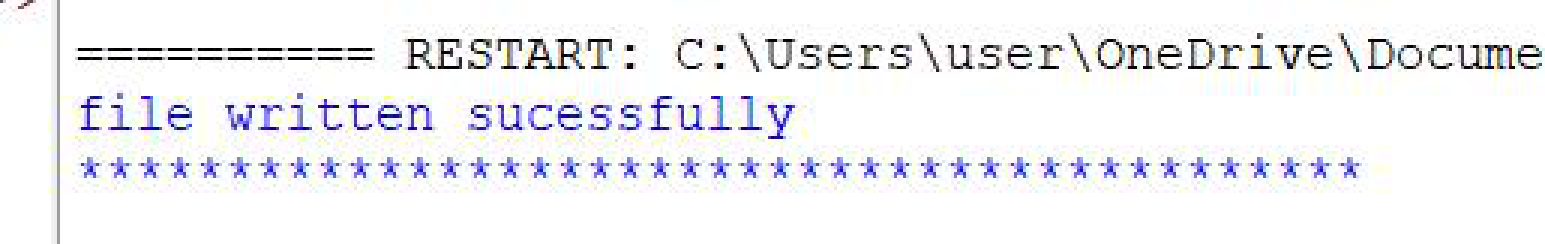 ========== RESTART: C:\Users\user\OneDrive\Docume
file written sucessfully
*******************************************